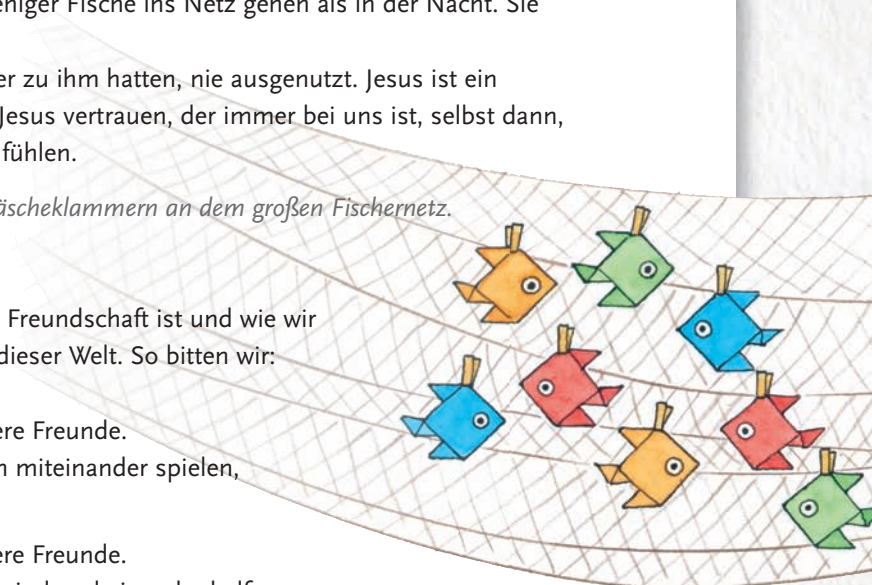 eniger Fische ins Netz gehen als in der Nacht. Sie
er zu ihm hatten, nie ausgenutzt. Jesus ist ein
Jesus vertrauen, der immer bei uns ist, selbst dann,
fühlen.
äscheklammern an dem großen Fischernetz.
Freundschaft ist und wie wir
dieser Welt. So bitten wir:
ere Freunde.
n miteinander spielen,
ere Freunde.